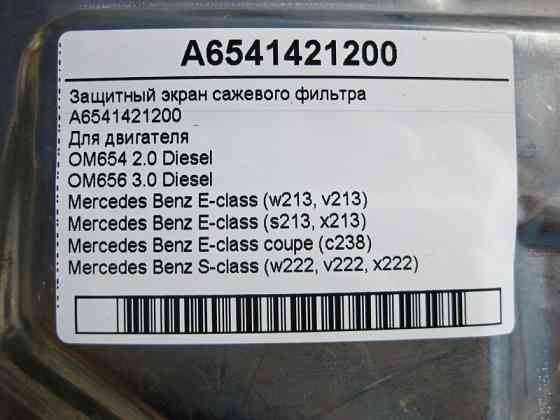 A6541421200
Защитный экран сажевого фильтра
A6541421200
Для двигателя
OM654 2.0 Diesel
OM656 3.0 Diesel
Mercedes Benz E-class (w213, v213)
Mercedes Benz E-class (s213, x213)
Mercedes Benz E-class coupe (c238)
Mercedes Benz S-class (w222, v222, x222)